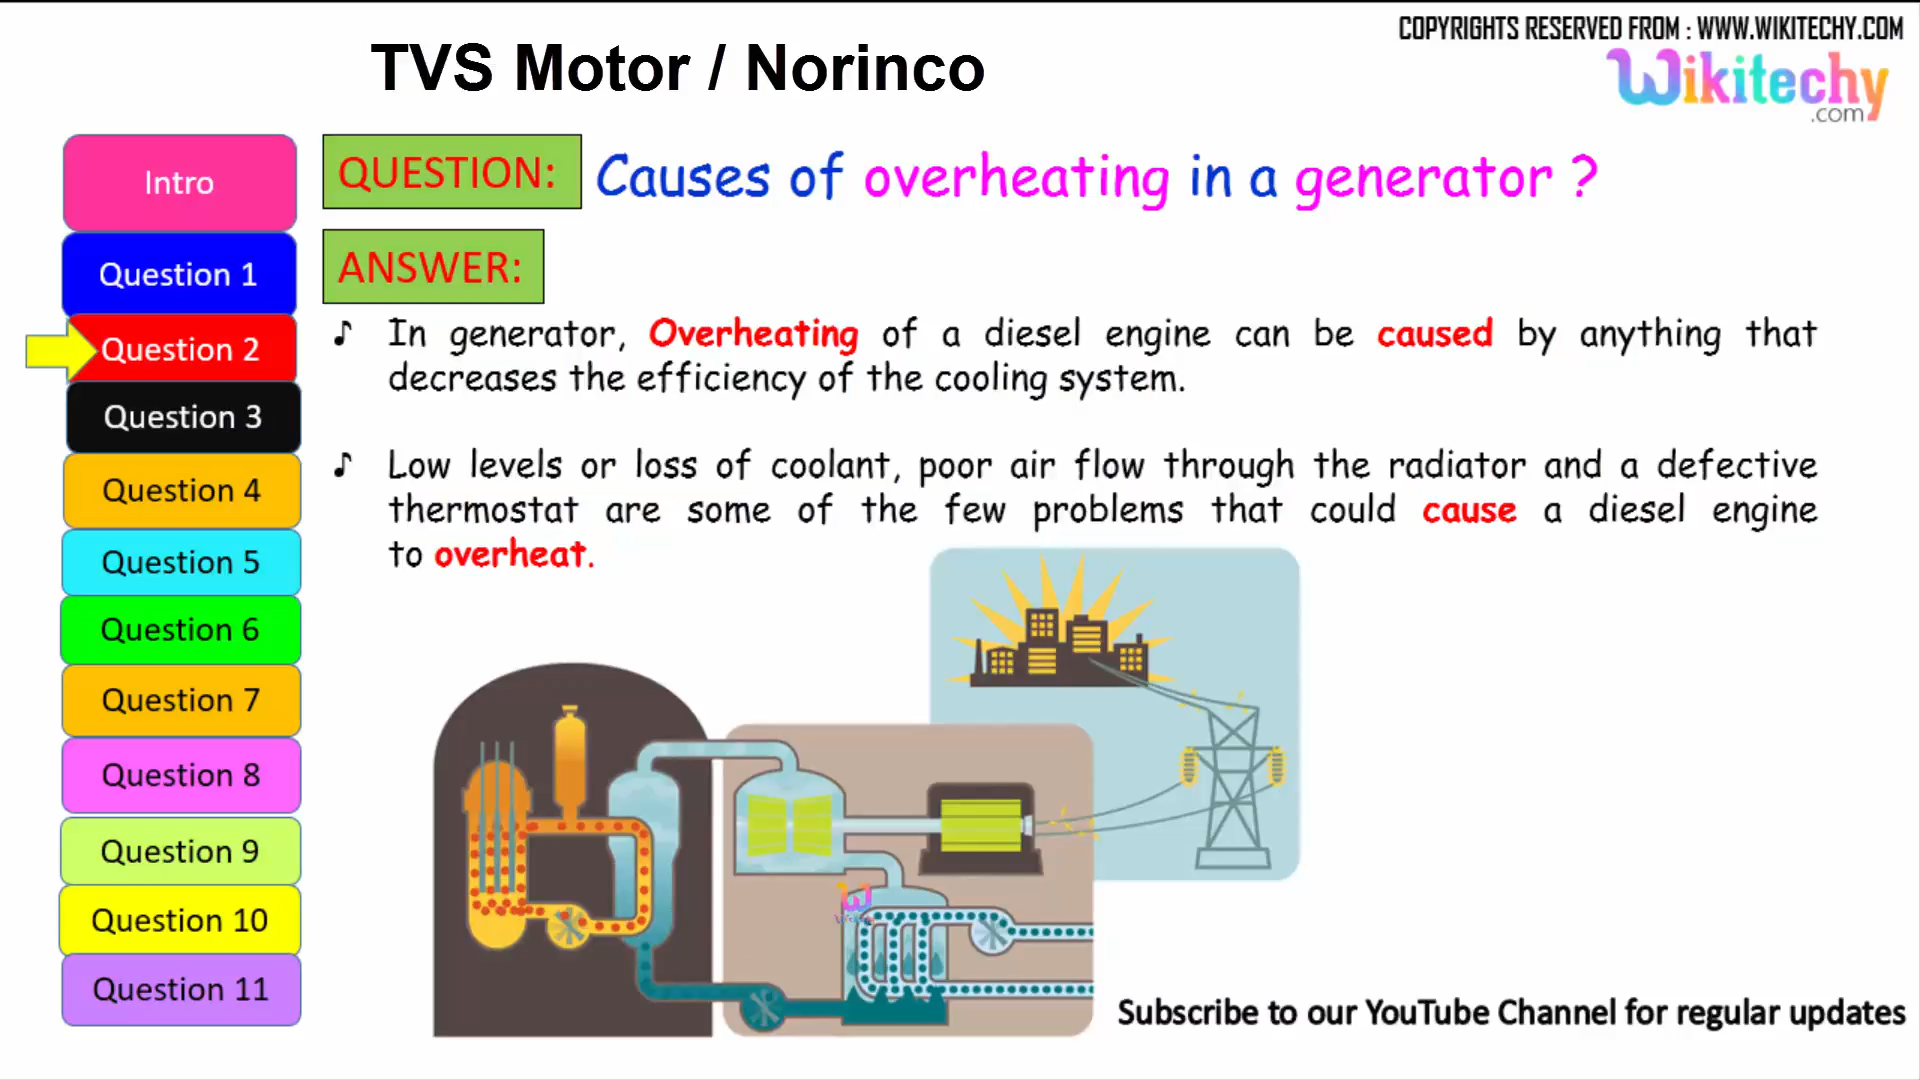 COPYRIGHTS RESERVED FROM : WWW.WIKITECHY.COM
TVS Motor / Norinco
Wikitechy
.com
Intro
Question 1
Question 2
Question 3
Question 4
Question 5
Question 6
Question 7
Question 8
Question 9
Question 10
Question 11
QUESTION: Causes of overheating in a generator ?
ANSWER:
♪ In generator, Overheating of a diesel engine can be caused by anything that
decreases the efficiency of the cooling system.
♪ Low levels or loss of coolant, poor air flow through the radiator and a defective
thermostat are some of the few problems that could cause a diesel engine
to overheat.
Subscribe to our YouTube Channel for regular updates